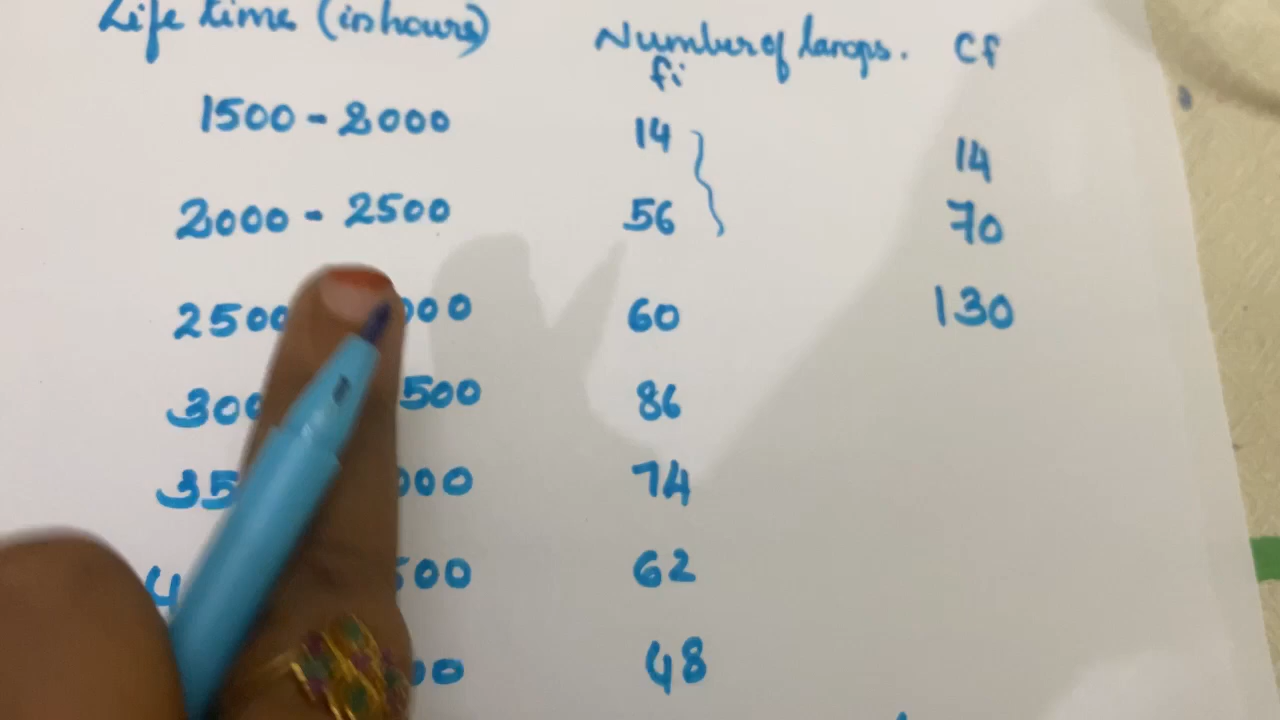 Life time (in hours) Number of lamps. Cf
fi
1500 - 2000 14 14
2000 - 2500 56 70
2500 000 60 130
300 500 86
35 000 74
4 500 62
00 48